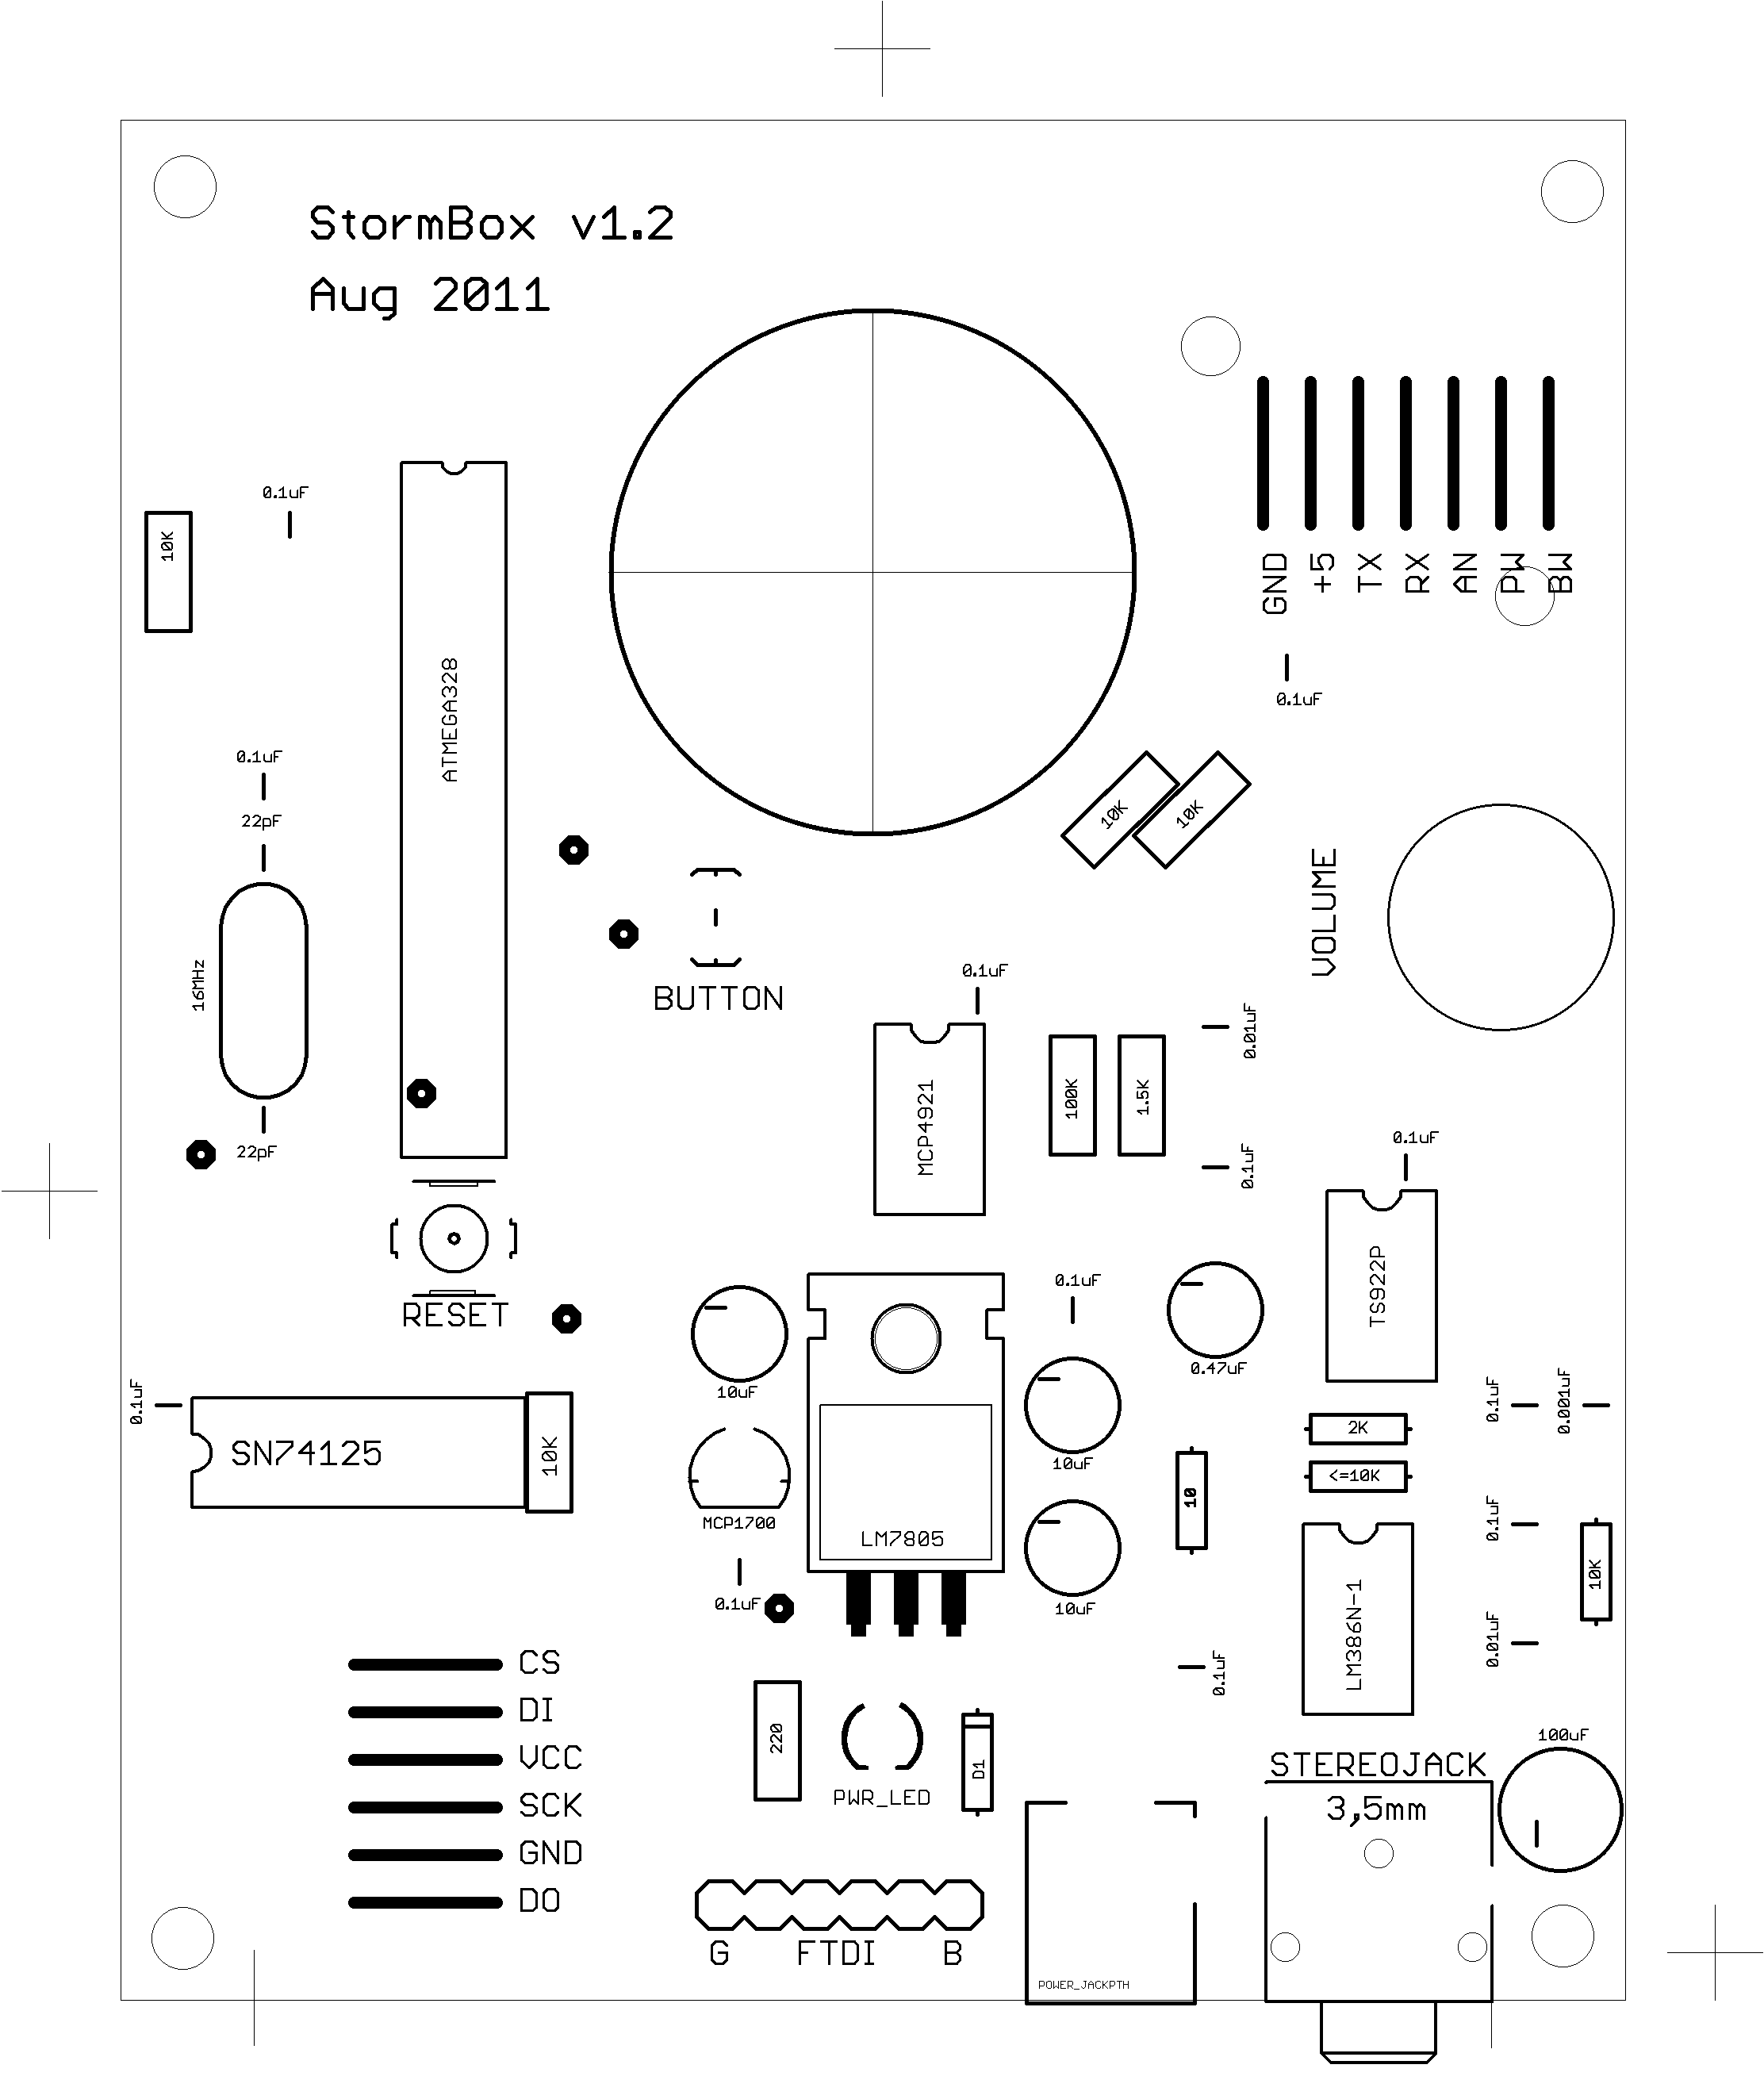 StormBox v1.2
Aug 2011
0.1uF
10K
GND
+5
TX
RX
AN
PW
BW
ATMEGA328
0.1uF
0.1uF
22pF
10K
10K
VOLUME
16MHz
BUTTON
0.1uF
0.01uF
100K
1.5K
MCP4921
22pF
0.1uF
0.1uF
RESET
TS922P
0.1uF
0.47uF
10uF
0.1uF
SN74125
10K
0.1uF
0.001uF
2K
10uF
<=10K
10
MCP1700
LM7805
0.1uF
10K
0.1uF
10uF
LM386N-1
0.01uF
CS
0.1uF
DI
220
100uF
VCC
STEREOJACK
D1
PWR_LED
SCK
3,5mm
GND
DO
G
FTDI
B
POWER_JACKPTH